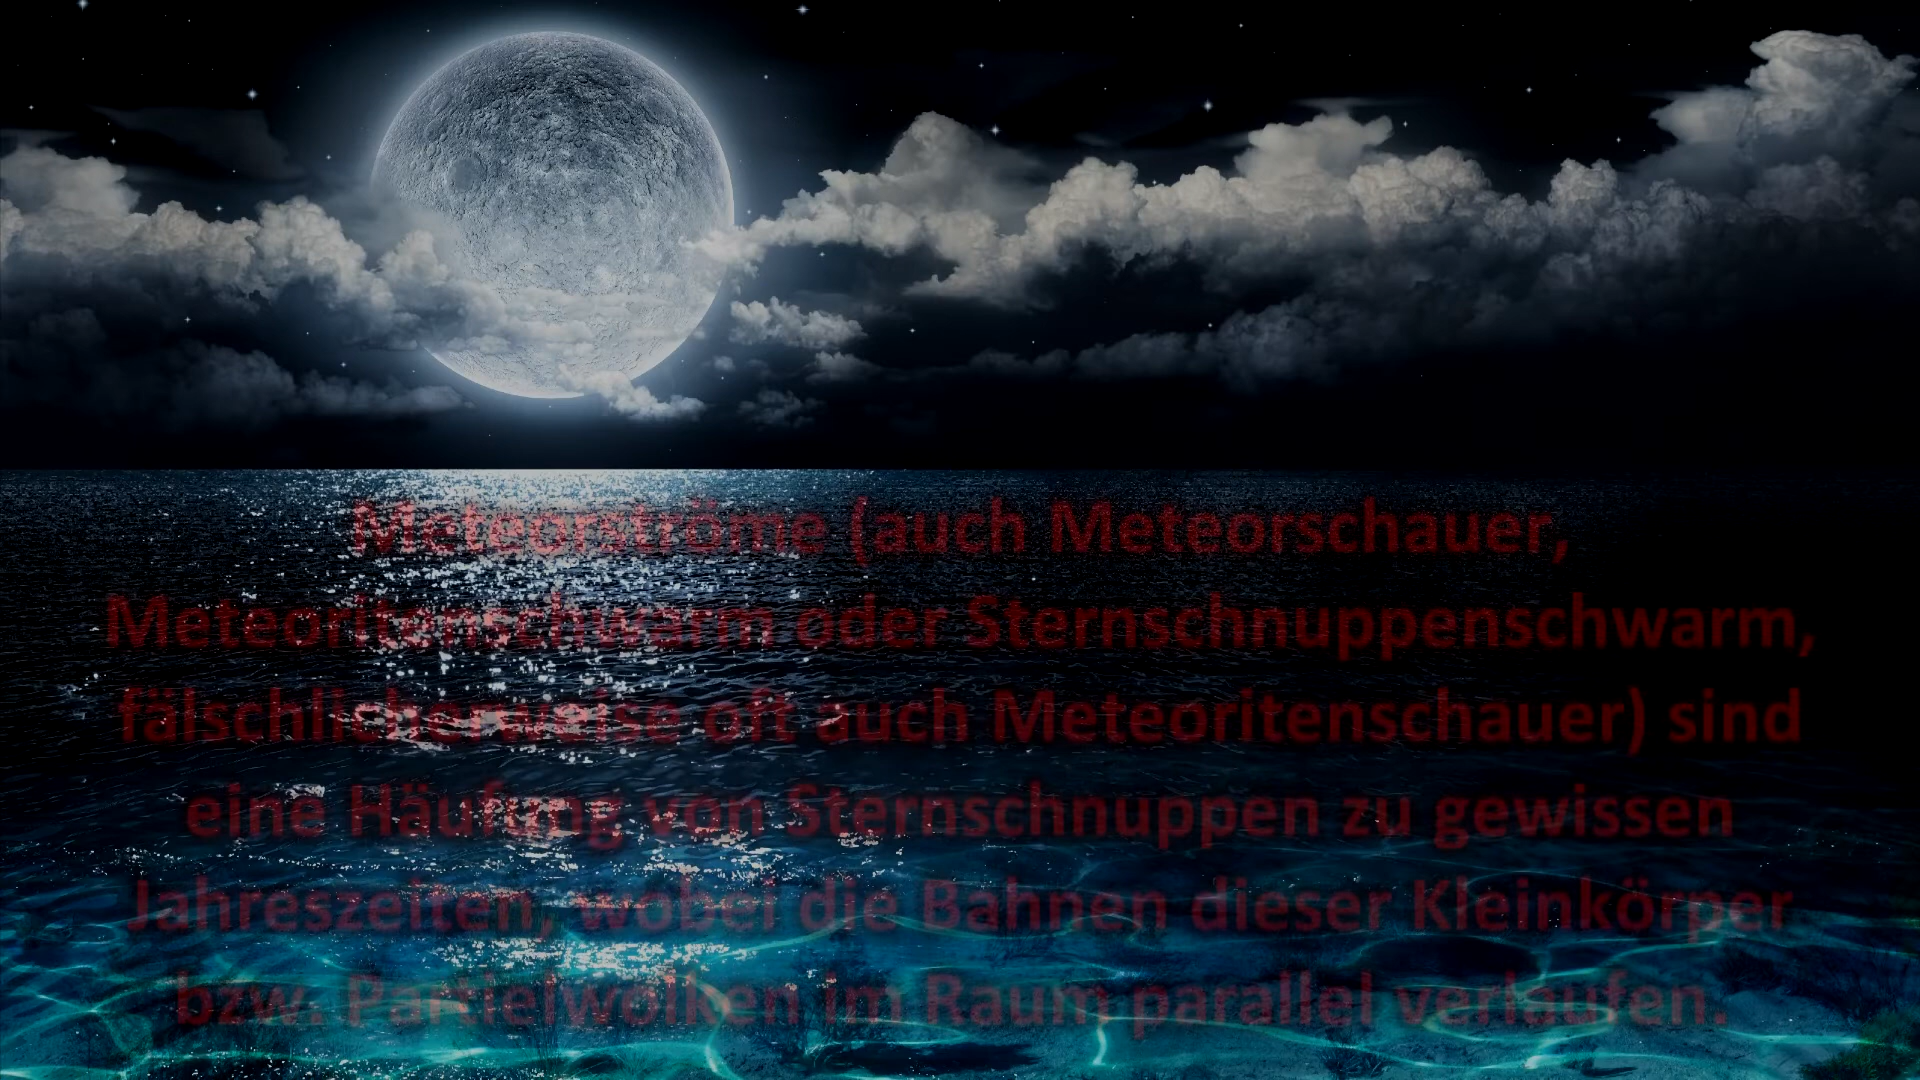 Meteorströme (auch Meteorschauer,
Meteoritenschwarm oder Sternschnuppenschwarm,
fälschlicherweise oft auch Meteoritenschauer) sind
eine Häufung von Sternschnuppen zu gewissen
Jahreszeiten, wobei die Bahnen dieser Kleinkörper
bzw. Partielwolken im Raum parallel verlaufen.